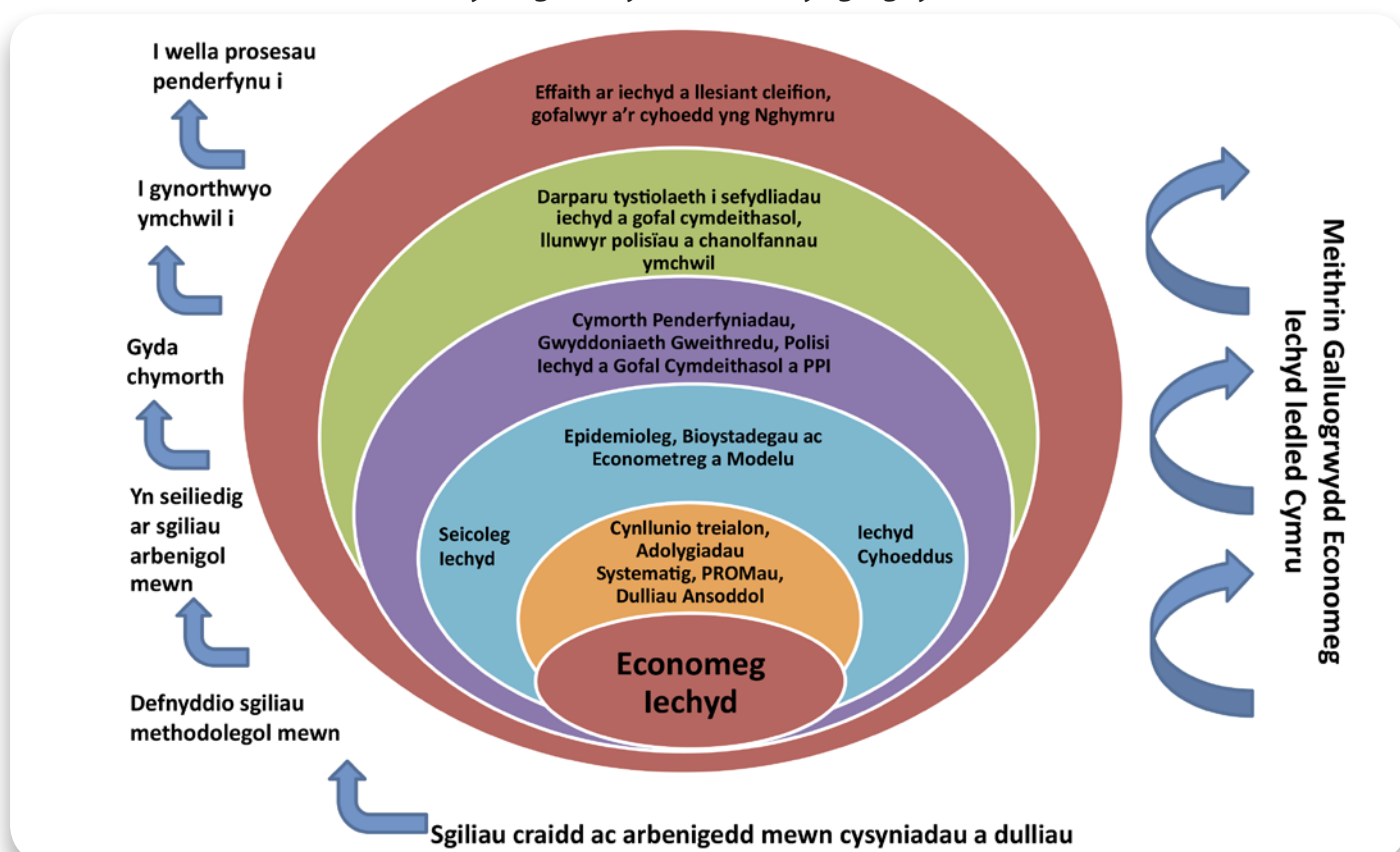 I wella prosesau
penderfynu i
I gynorthwyo
ymchwil i
Gyda
chymorth
Yn seiliedig
ar sgiliau
arbenigol
mewn
Defnyddio sgiliau
methodolegol mewn
Sgiliau craidd ac arbenigedd mewn cysyniadau a dulliau
Effaith ar iechyd a llesiant cleifion,
gofalwyr a'r cyhoedd yng Nghymru
Darparu tystiolaeth i sefydliadau
iechyd a gofal cymdeithasol,
llunwyr polisïau a chanolfannau
ymchwil
Cymorth Penderfyniadau,
Gwyddoniaeth Gweithredu, Polisi
Iechyd a Gofal Cymdeithasol a PPI
Epidemioleg, Bioystadegau ac
Econometreg a Modelu
Seicoleg
Iechyd
Iechyd
Cyhoeddus
Cynllunio treialon,
Adolygiadau
Systematig, PROMau,
Dulliau Ansoddol
Economeg
Iechyd
Meithrin Galluogrwydd Economeg
Iechyd ledled Cymru